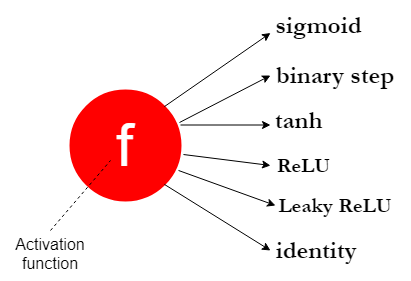 sigmoid
binary step
tanh
ReLU
Leaky ReLU
identity
f
Activation
function